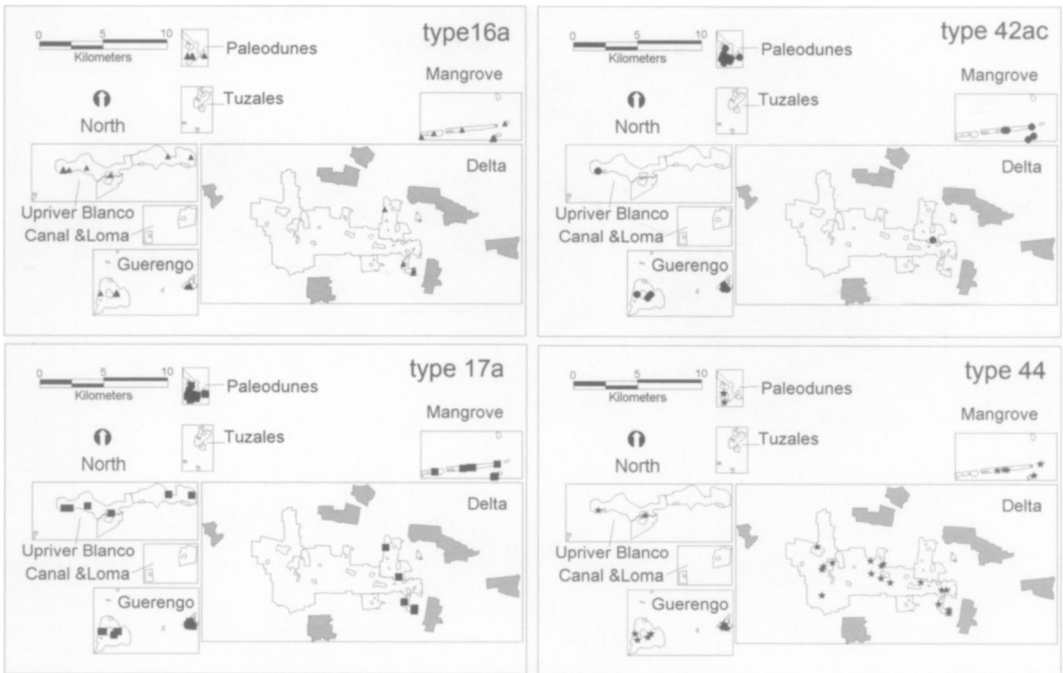 type16a
0 5 10
Kilometers
Paleodunes
Mangrove
Tuzales
North
Delta
Upriver Blanco
Canal &Loma
Guerengo
type 42ac
0 5 10
Kilometers
Paleodunes
Mangrove
Tuzales
North
Delta
Upriver Blanco
Canal &Loma
Guerengo
type 17a
0 5 10
Kilometers
Paleodunes
Mangrove
Tuzales
North
Delta
Upriver Blanco
Canal &Loma
Guerengo
type 44
0 5 10
Kilometers
Paleodunes
Mangrove
Tuzales
North
Delta
Upriver Blanco
Canal &Loma
Guerengo